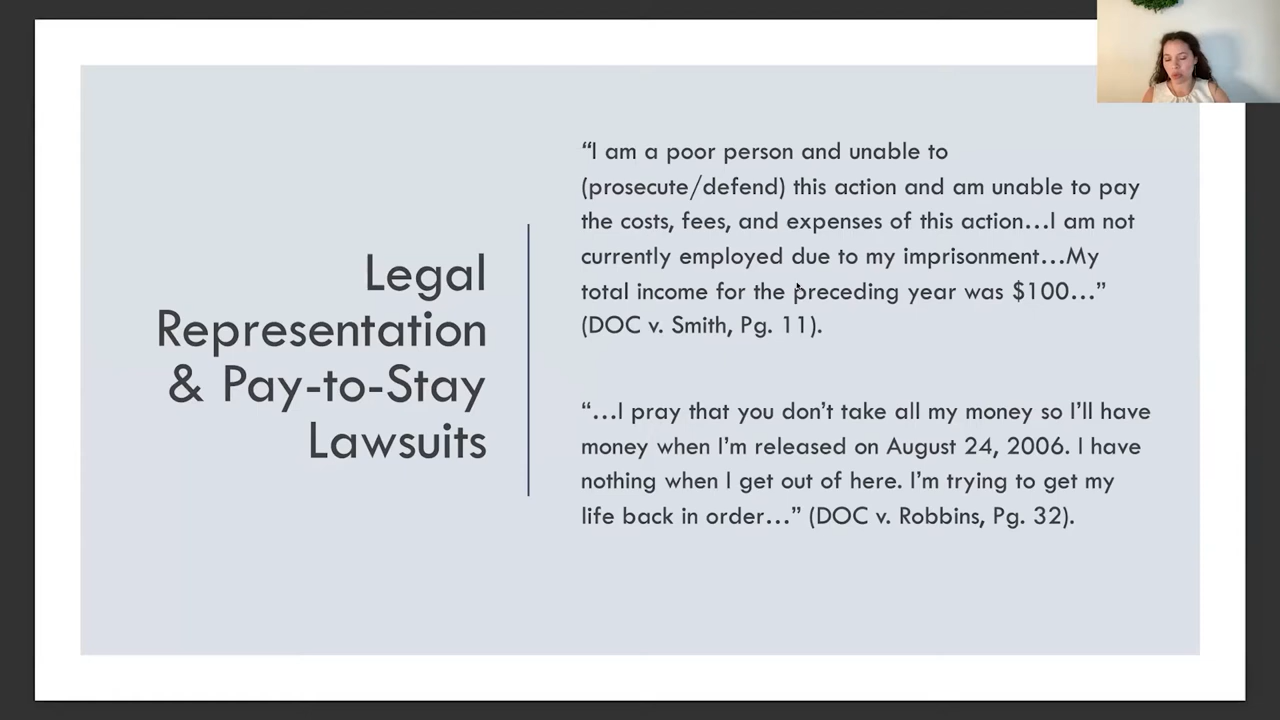 Legal
Representation
& Pay-to-Stay
Lawsuits
“I am a poor person and unable to
(prosecute/defend) this action and am unable to pay
the costs, fees, and expenses of this action…I am not
currently employed due to my imprisonment…My
total income for the preceding year was $100…”
(DOC v. Smith, Pg. 11).
“…I pray that you don’t take all my money so I’ll have
money when I’m released on August 24, 2006. I have
nothing when I get out of here. I’m trying to get my
life back in order…” (DOC v. Robbins, Pg. 32).